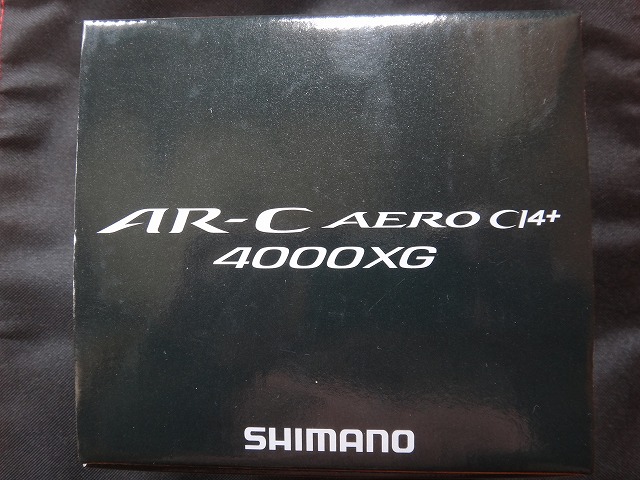 AR-C AERO CI4+
4000XG
SHIMANO